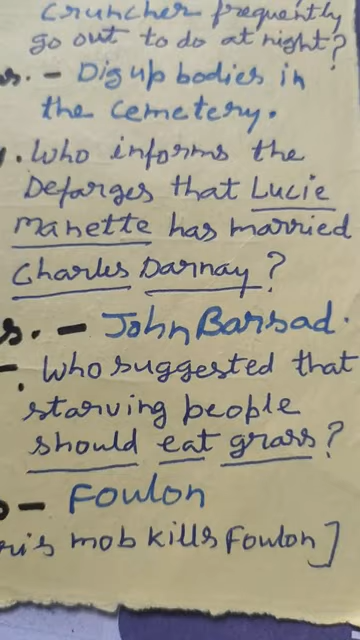 Cruncher frequently
go out to do at night?
s. - Dig up bodies in
the cemetery.
. Who informs the
Defarges that Lucie
Manette has married
Charles Darnay?
s. - John Barsad.
. Who suggested that
starving people
should eat grass?
- Foulon
ris mob kills Foulon]